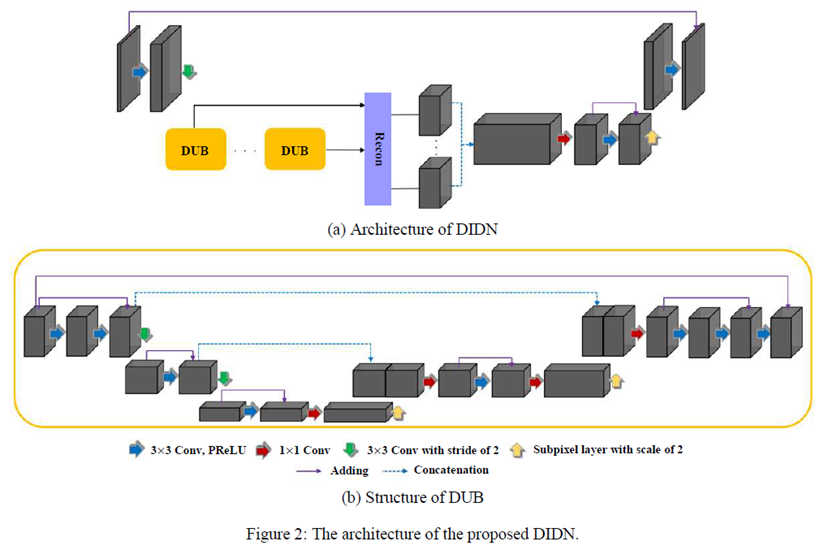 DUB
. . .
DUB
Recon
(a) Architecture of DIDN
3×3 Conv, PReLU
1×1 Conv
3×3 Conv with stride of 2
Subpixel layer with scale of 2
Adding
Concatenation
(b) Structure of DUB
Figure 2: The architecture of the proposed DIDN.